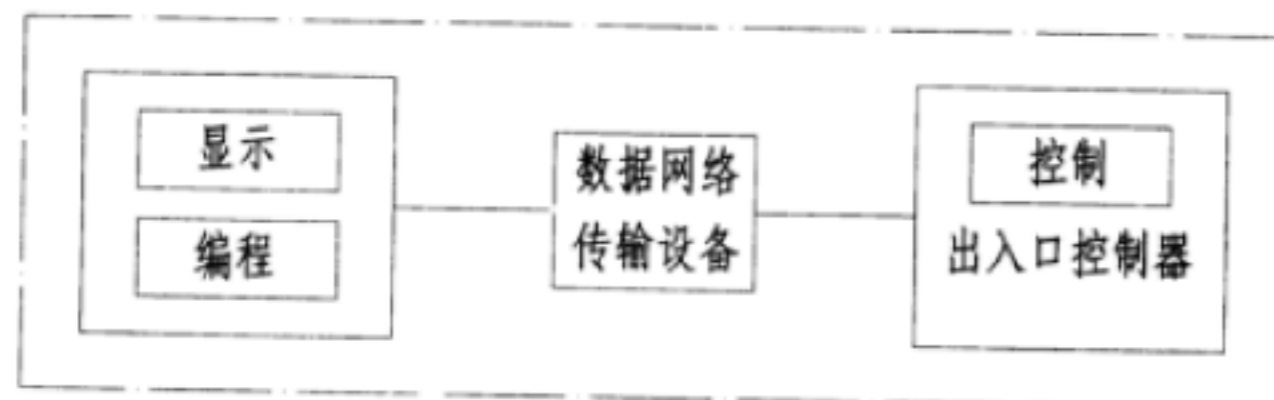 显示
编程
数据网络
传输设备
控制
出入口控制器